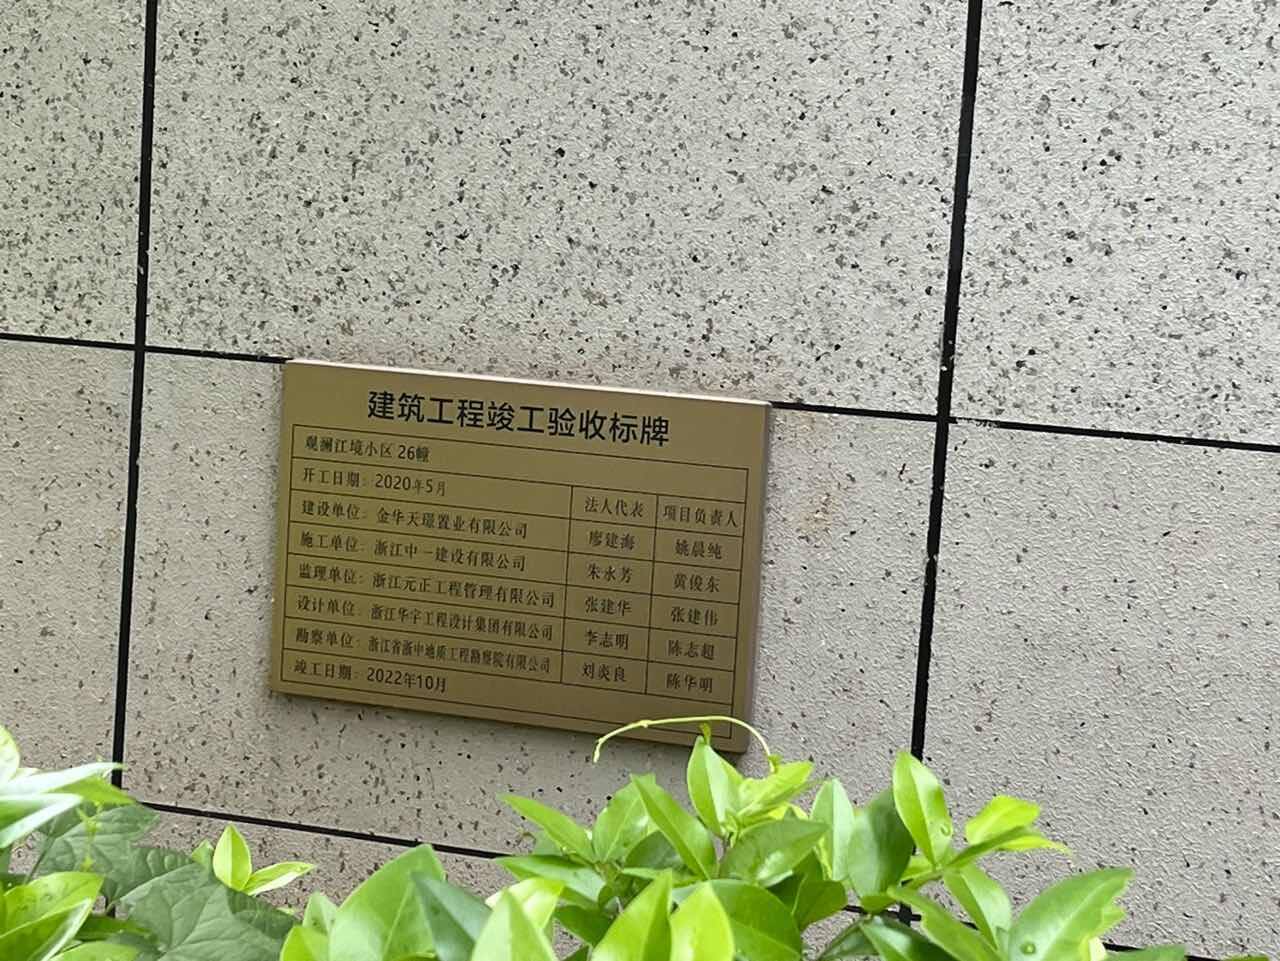 建筑工程竣工验收标牌
观澜江境小区 26幢
开工日期：2020年5月 法人代表 项目负责人
建设单位：金华天璟置业有限公司 廖建海 姚晨纯
施工单位：浙江中一建设有限公司 朱永芳 黄俊东
监理单位：浙江元正工程管理有限公司 张建华 张建伟
设计单位：浙江华宇工程设计集团有限公司 李志明 陈志超
勘察单位：浙江省浙中地质工程勘察院有限公司 刘炎良 陈华明
竣工日期：2022年10月